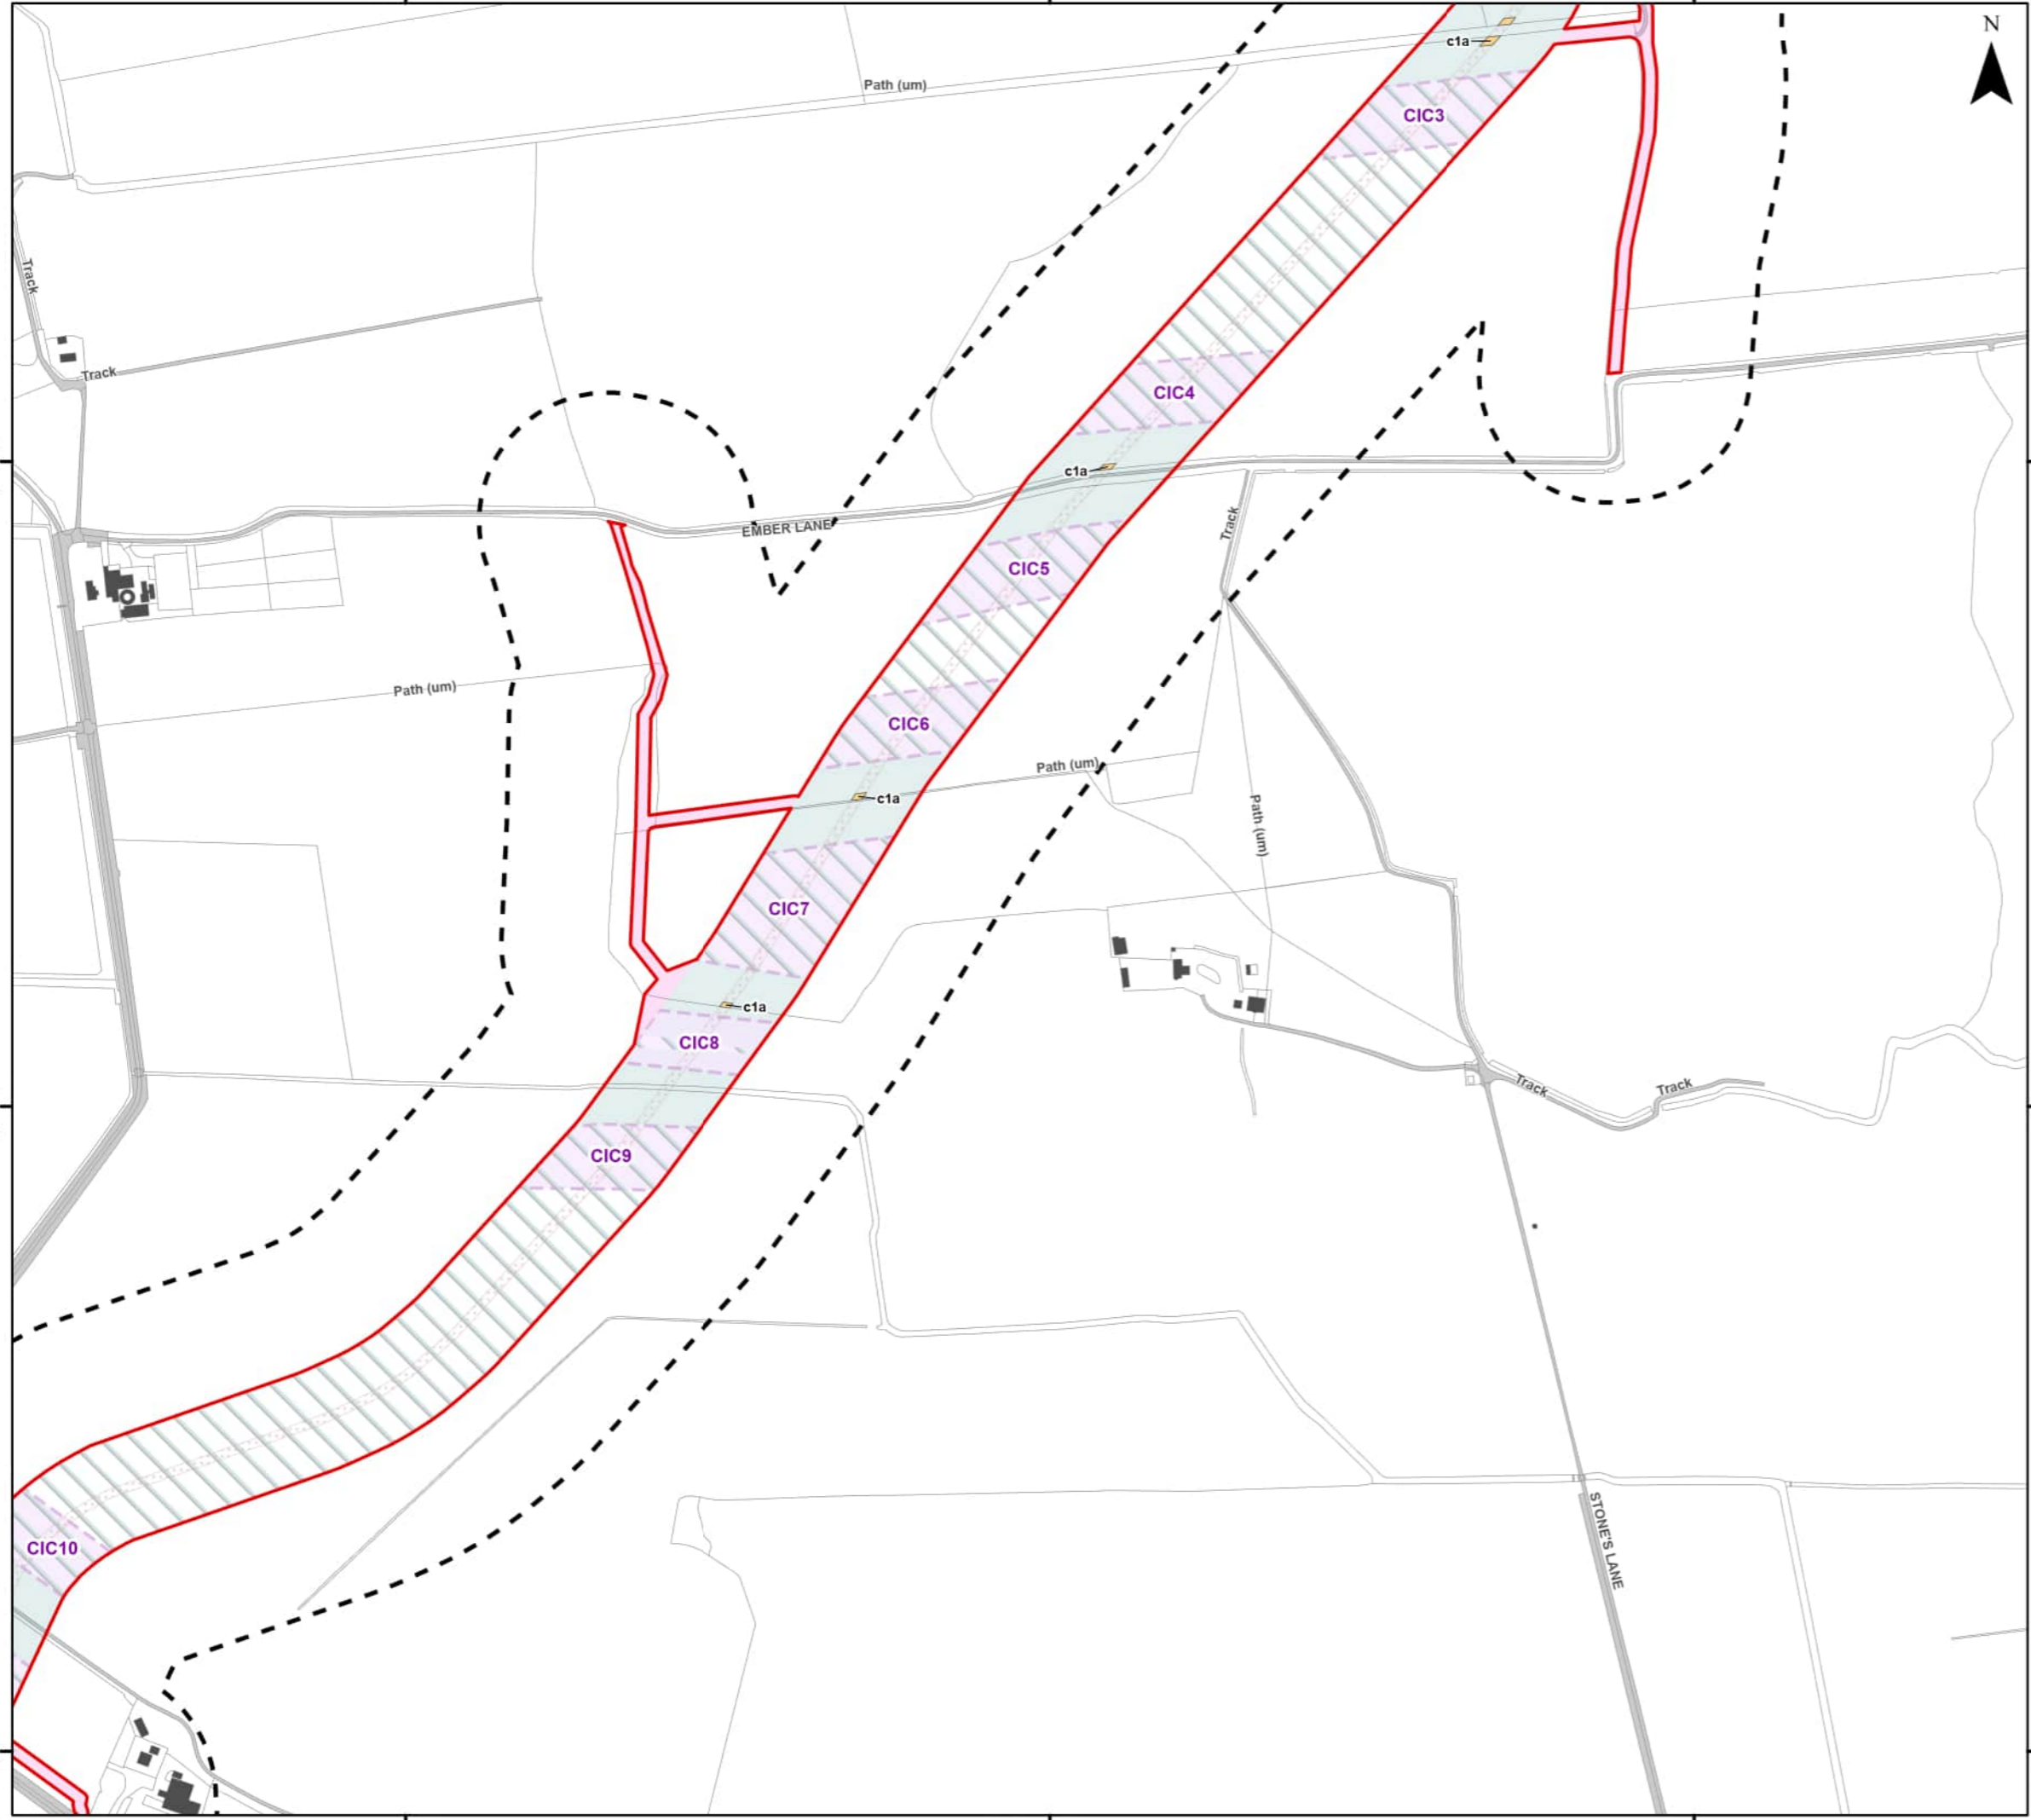 N
c1a
Path (um)
CIC3
Track
Track
CIC4
c1a
Track
EMBER LANE
CIC5
Path (um)
CIC6
Path (um)
c1a
Path (um)
CIC7
c1a
CIC8
Track
Track
CIC9
STONE'S LANE
CIC10